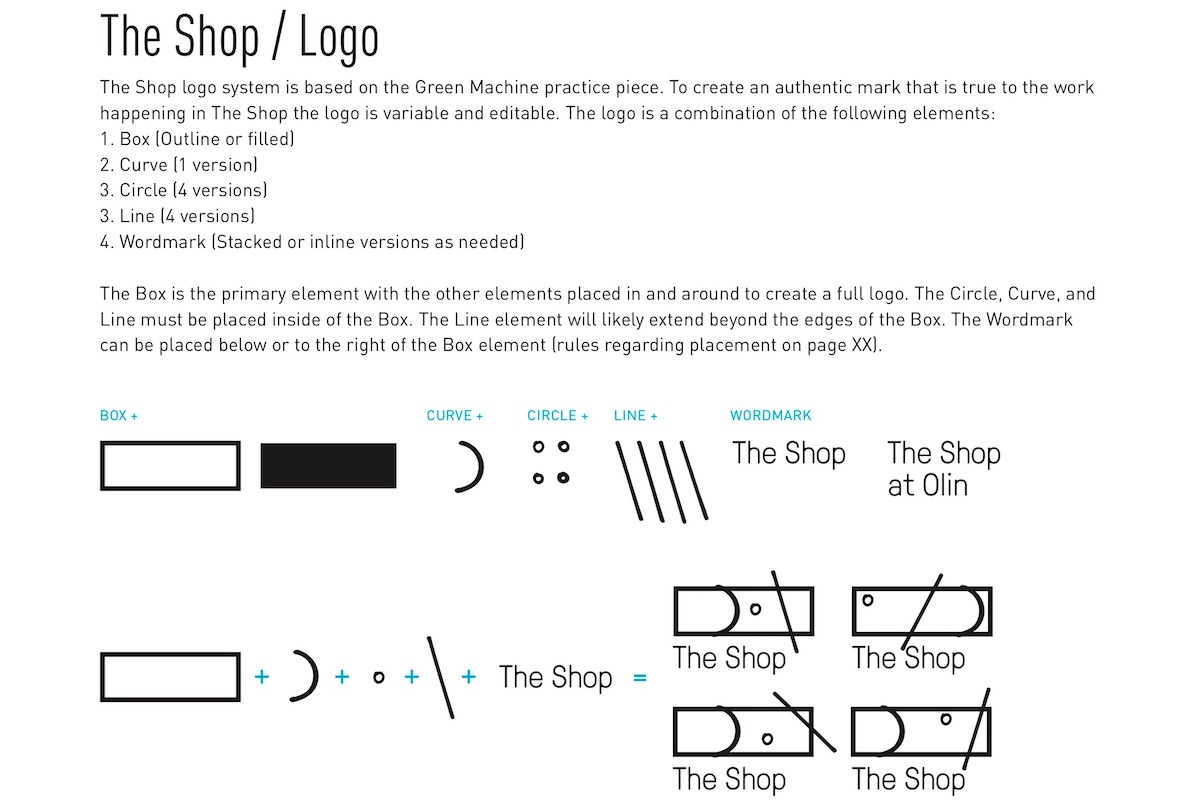 The Shop / Logo
The Shop logo system is based on the Green Machine practice piece. To create an authentic mark that is true to the work
happening in The Shop the logo is variable and editable. The logo is a combination of the following elements:
1. Box (Outline or filled)
2. Curve (1 version)
3. Circle (4 versions)
3. Line (4 versions)
4. Wordmark (Stacked or inline versions as needed)
The Box is the primary element with the other elements placed in and around to create a full logo. The Circle, Curve, and
Line must be placed inside of the Box. The Line element will likely extend beyond the edges of the Box. The Wordmark
can be placed below or to the right of the Box element (rules regarding placement on page XX).
BOX + CURVE + CIRCLE + LINE + WORDMARK
The Shop
The Shop
at Olin
+ + + + The Shop =
The Shop
The Shop
The Shop
The Shop